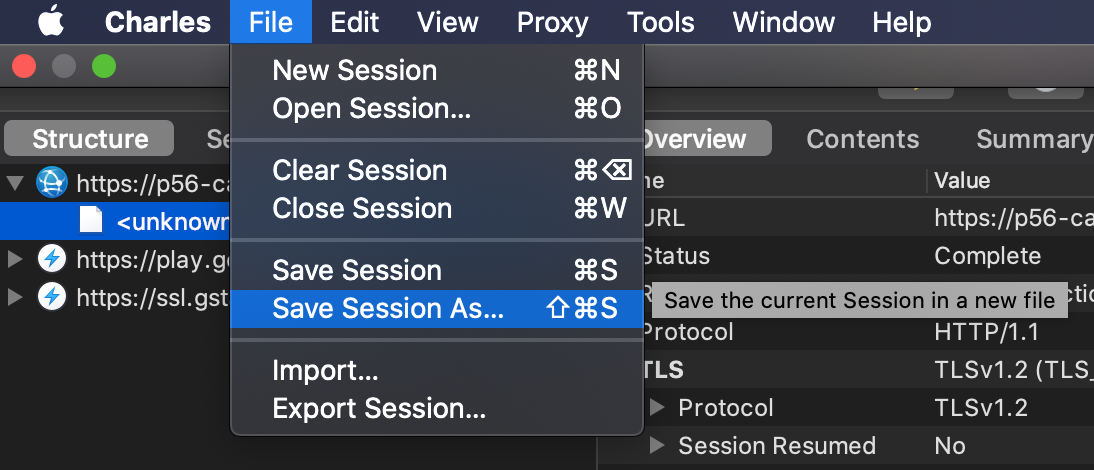 Charles File Edit View Proxy Tools Window Help
New Session ⌘N
Open Session... ⌘O
Clear Session ⌘⌫
Close Session ⌘W
Save Session ⌘S
Save Session As... ⇧⌘S
Import...
Export Session...
Structure Se
Overview Contents Summary
https://p56-ca
<unknown
https://play.g
https://ssl.gst
Value
URL https://p56-ca
Status Complete
Save the current Session in a new file
Protocol HTTP/1.1
TLS TLSv1.2 (TLS_
Protocol TLSv1.2
Session Resumed No